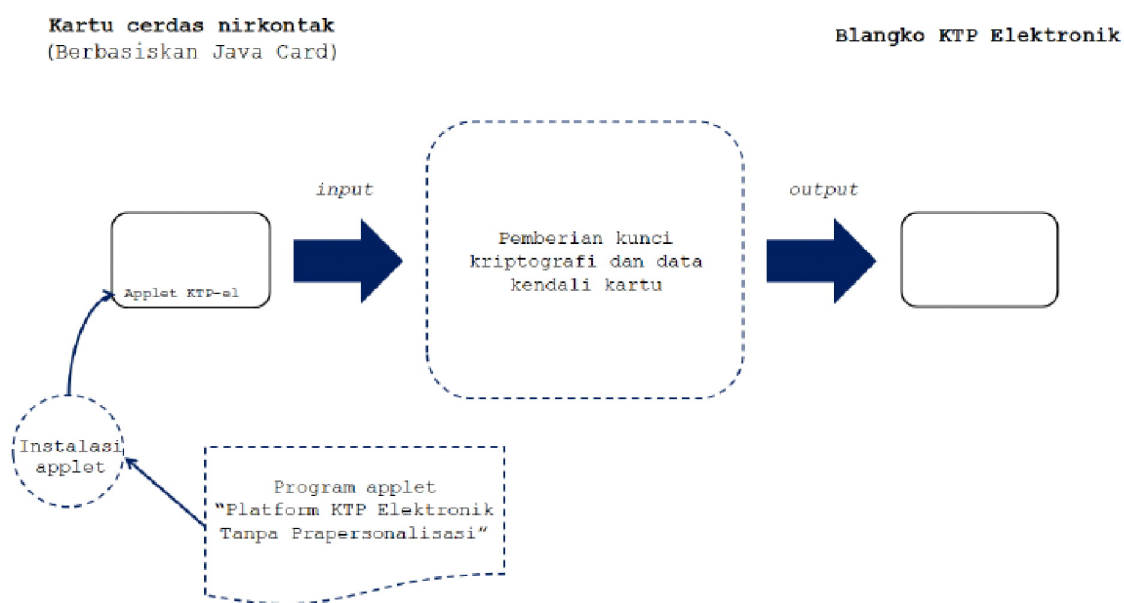 Kartu cerdas nirkontak
(Berbasiskan Java Card)
Blangko KTP Elektronik
input
output
Pemberian kunci
kriptografi dan data
kendali kartu
Applet KTP-el
Instalasi
applet
Program applet
“Platform KTP Elektronik
Tanpa Prapersonalisasi”